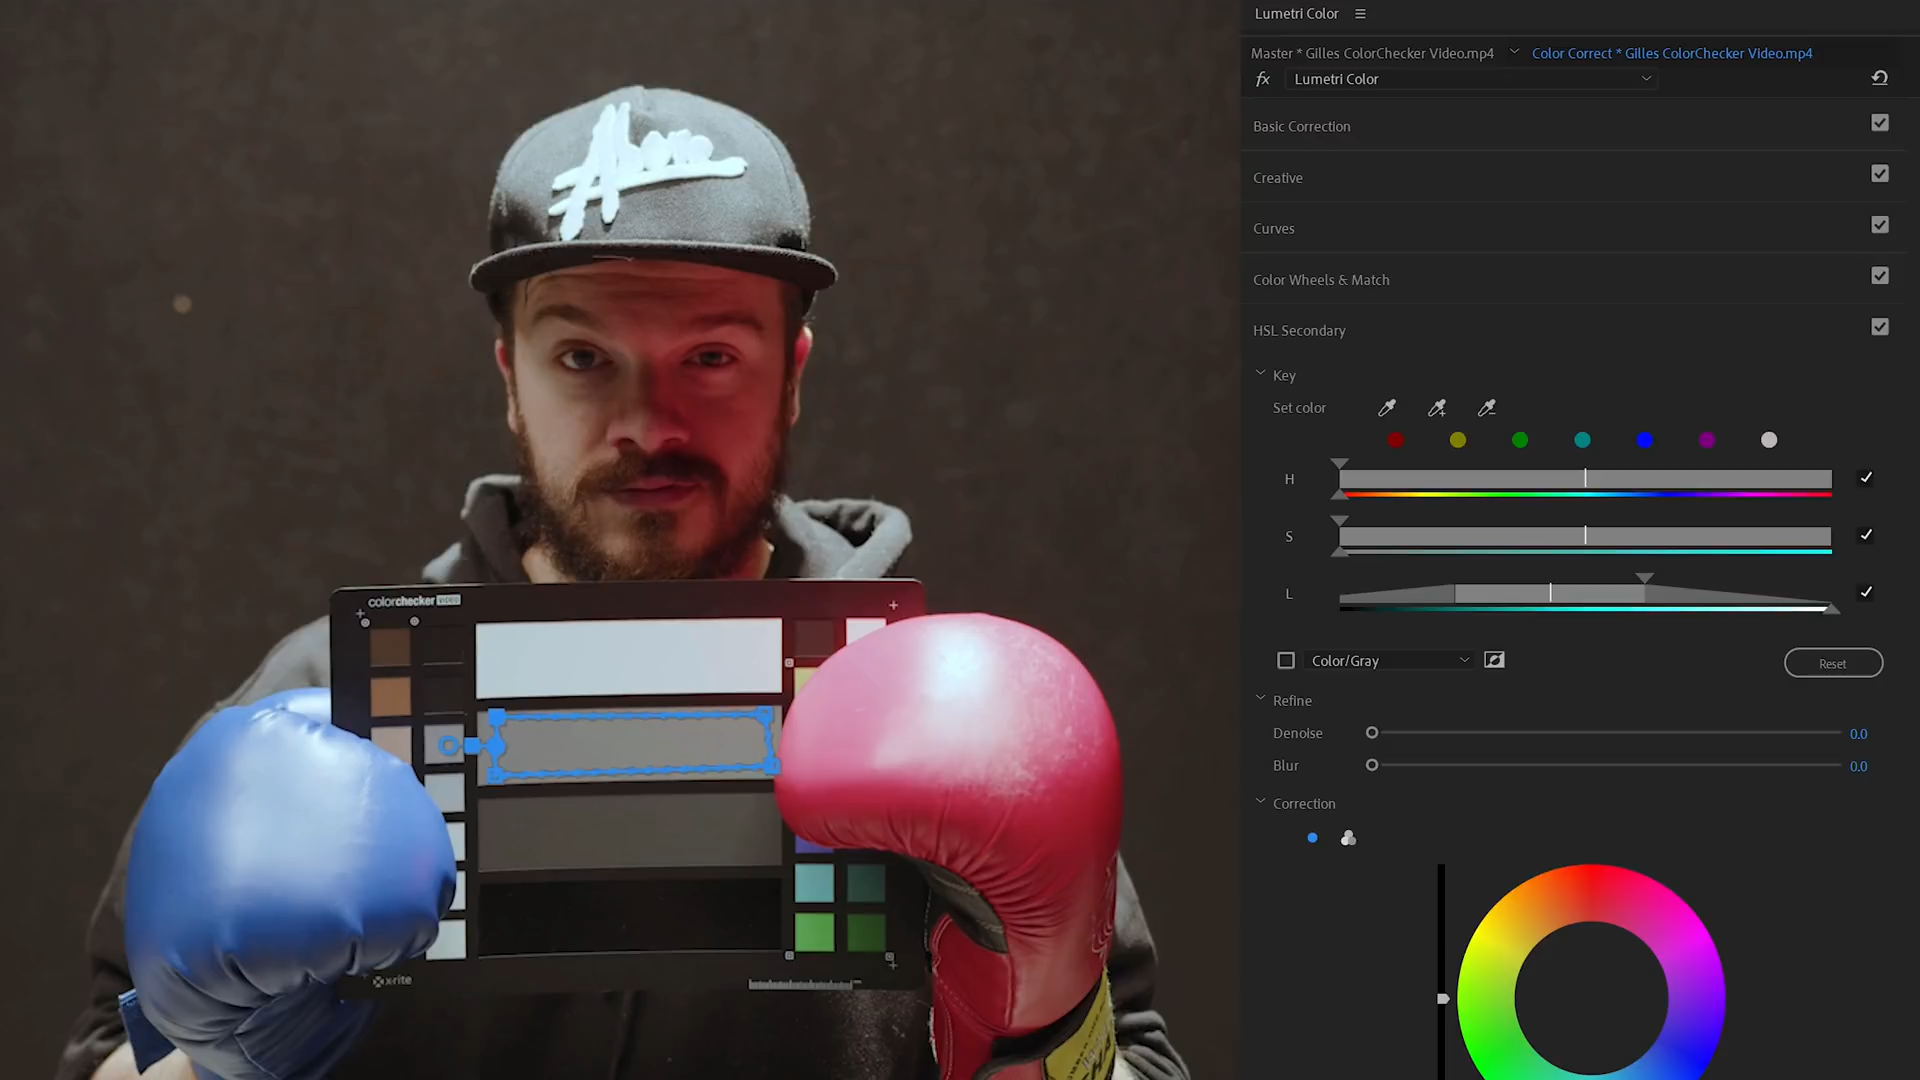 Lumetri Color
Master * Gilles ColorChecker Video.mp4
Color Correct * Gilles ColorChecker Video.mp4
fx
Lumetri Color
Basic Correction
Creative
Curves
Color Wheels & Match
HSL Secondary
Key
Set color
H
S
L
Color/Gray
Reset
Refine
Denoise
0.0
Blur
0.0
Correction
colorchecker VIDEO
x-rite